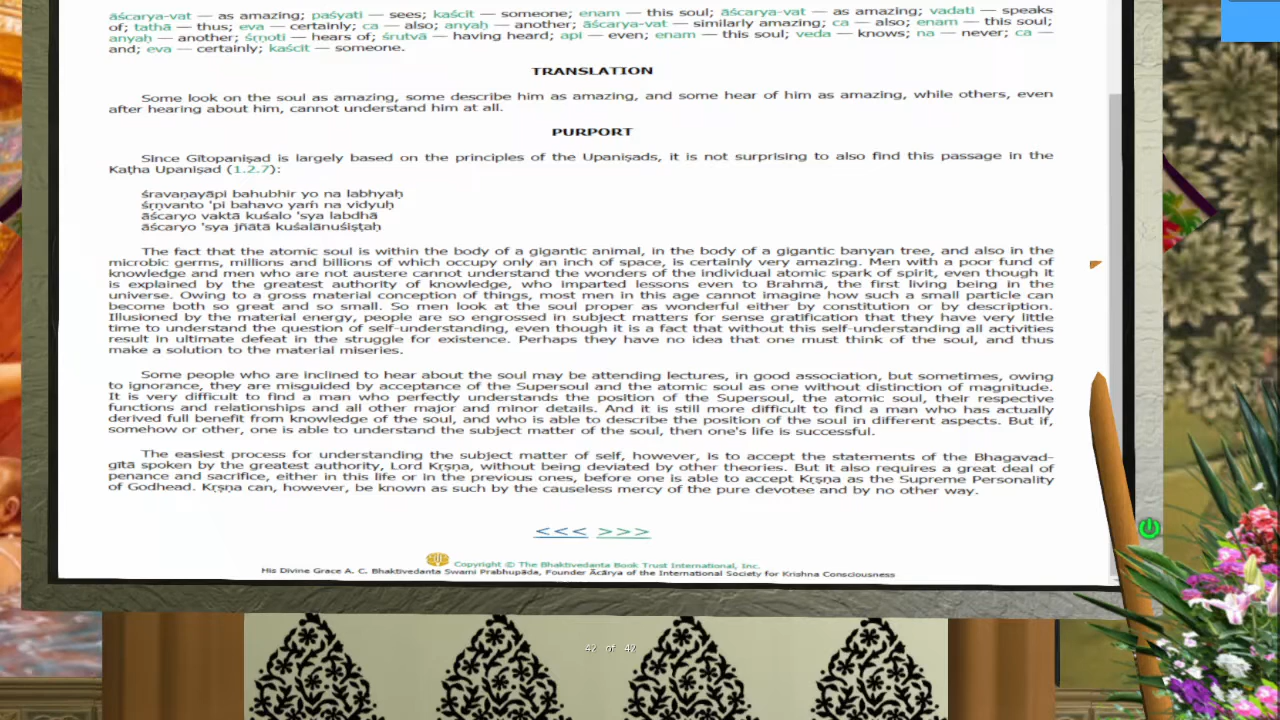 āścarya-vat — as amazing; paśyati — sees; kaścit — someone; enam — this soul; āścarya-vat — as amazing; vadati — speaks
of; tathā — thus; eva — certainly; ca — also; anyaḥ — another; āścarya-vat — similarly amazing; ca — also; enam — this soul;
anyaḥ — another; śṛṇoti — hears of; śrutvā — having heard; api — even; enam — this soul; veda — knows; na — never; ca —
and; eva — certainly; kaścit — someone.
TRANSLATION
Some look on the soul as amazing, some describe him as amazing, and some hear of him as amazing, while others, even
after hearing about him, cannot understand him at all.
PURPORT
Since Gītopaniṣad is largely based on the principles of the Upaniṣads, it is not surprising to also find this passage in the
Kaṭha Upaniṣad (1.2.7):
śravaṇayāpi bahubhir yo na labhyaḥ
śṛṇvanto 'pi bahavo yaṁ na vidyuḥ
āścaryo vaktā kuśalo 'sya labdhā
āścaryo 'sya jñātā kuśalānuśiṣṭaḥ
The fact that the atomic soul is within the body of a gigantic animal, in the body of a gigantic banyan tree, and also in the
microbic germs, millions and billions of which occupy only an inch of space, is certainly very amazing. Men with a poor fund of
knowledge and men who are not austere cannot understand the wonders of the individual atomic spark of spirit, even though it
is explained by the greatest authority of knowledge, who imparted lessons even to Brahmā, the first living being in the
universe. Owing to a gross material conception of things, most men in this age cannot imagine how such a small particle can
become both so great and so small. So men look at the soul proper as wonderful either by constitution or by description.
Illusioned by the material energy, people are so engrossed in subject matters for sense gratification that they have very little
time to understand the question of self-understanding, even though it is a fact that without this self-understanding all activities
result in ultimate defeat in the struggle for existence. Perhaps they have no idea that one must think of the soul, and thus
make a solution to the material miseries.
Some people who are inclined to hear about the soul may be attending lectures, in good association, but sometimes, owing
to ignorance, they are misguided by acceptance of the Supersoul and the atomic soul as one without distinction of magnitude.
It is very difficult to find a man who perfectly understands the position of the Supersoul, the atomic soul, their respective
functions and relationships and all other major and minor details. And it is still more difficult to find a man who has actually
derived full benefit from knowledge of the soul, and who is able to describe the position of the soul in different aspects. But if,
somehow or other, one is able to understand the subject matter of the soul, then one's life is successful.
The easiest process for understanding the subject matter of self, however, is to accept the statements of the Bhagavad-
gītā spoken by the greatest authority, Lord Kṛṣṇa, without being deviated by other theories. But it also requires a great deal of
penance and sacrifice, either in this life or in the previous ones, before one is able to accept Kṛṣṇa as the Supreme Personality
of Godhead. Kṛṣṇa can, however, be known as such by the causeless mercy of the pure devotee and by no other way.
<<< >>>
Copyright © The Bhaktivedanta Book Trust International, Inc.
His Divine Grace A. C. Bhaktivedanta Swami Prabhupāda, Founder Ācārya of the International Society for Krishna Consciousness
42 of 42